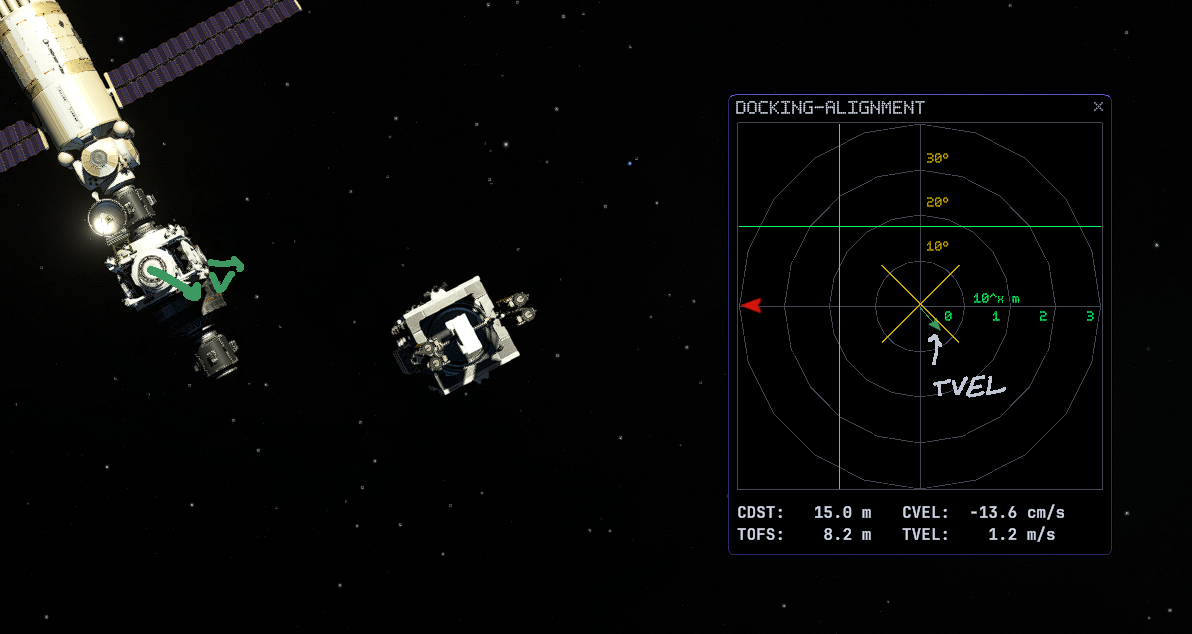 DOCKING-ALIGNMENT
30°
20°
10°
10^x m
0 1 2 3
TVEL
CDST: 15.0 m CVEL: -13.6 cm/s
TOFS: 8.2 m TVEL: 1.2 m/s
V